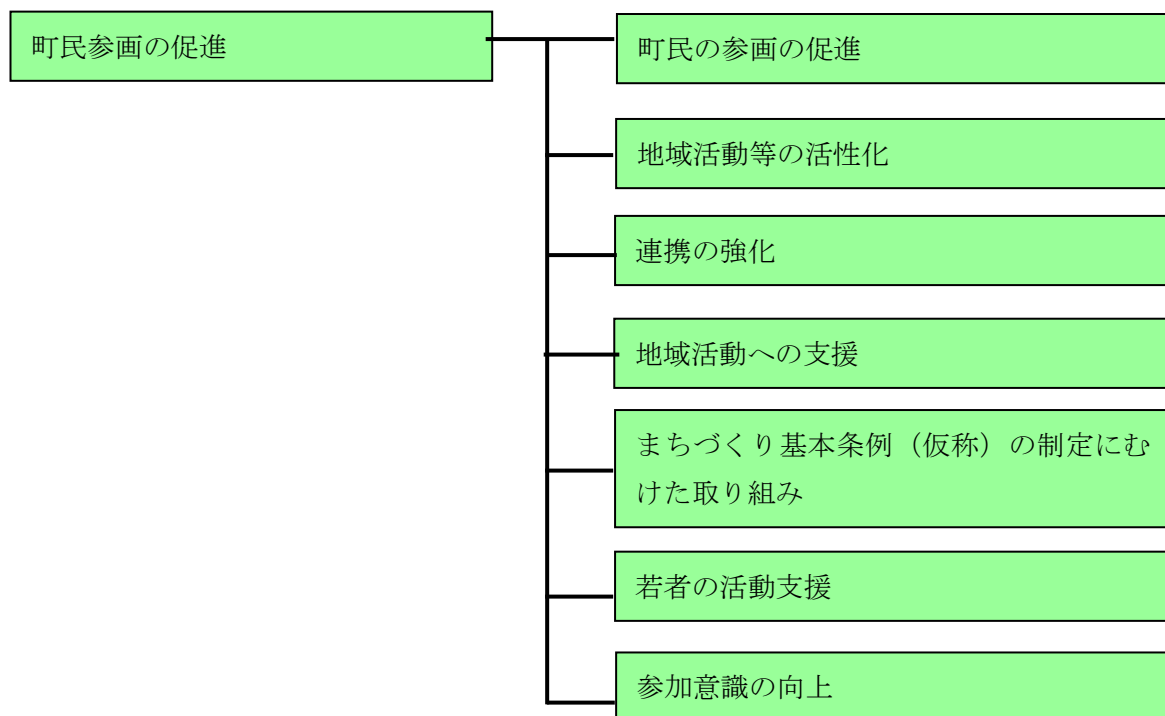 町民参画の促進
町民の参画の促進
地域活動等の活性化
連携の強化
地域活動への支援
まちづくり基本条例（仮称）の制定にむ
けた取り組み
若者の活動支援
参加意識の向上